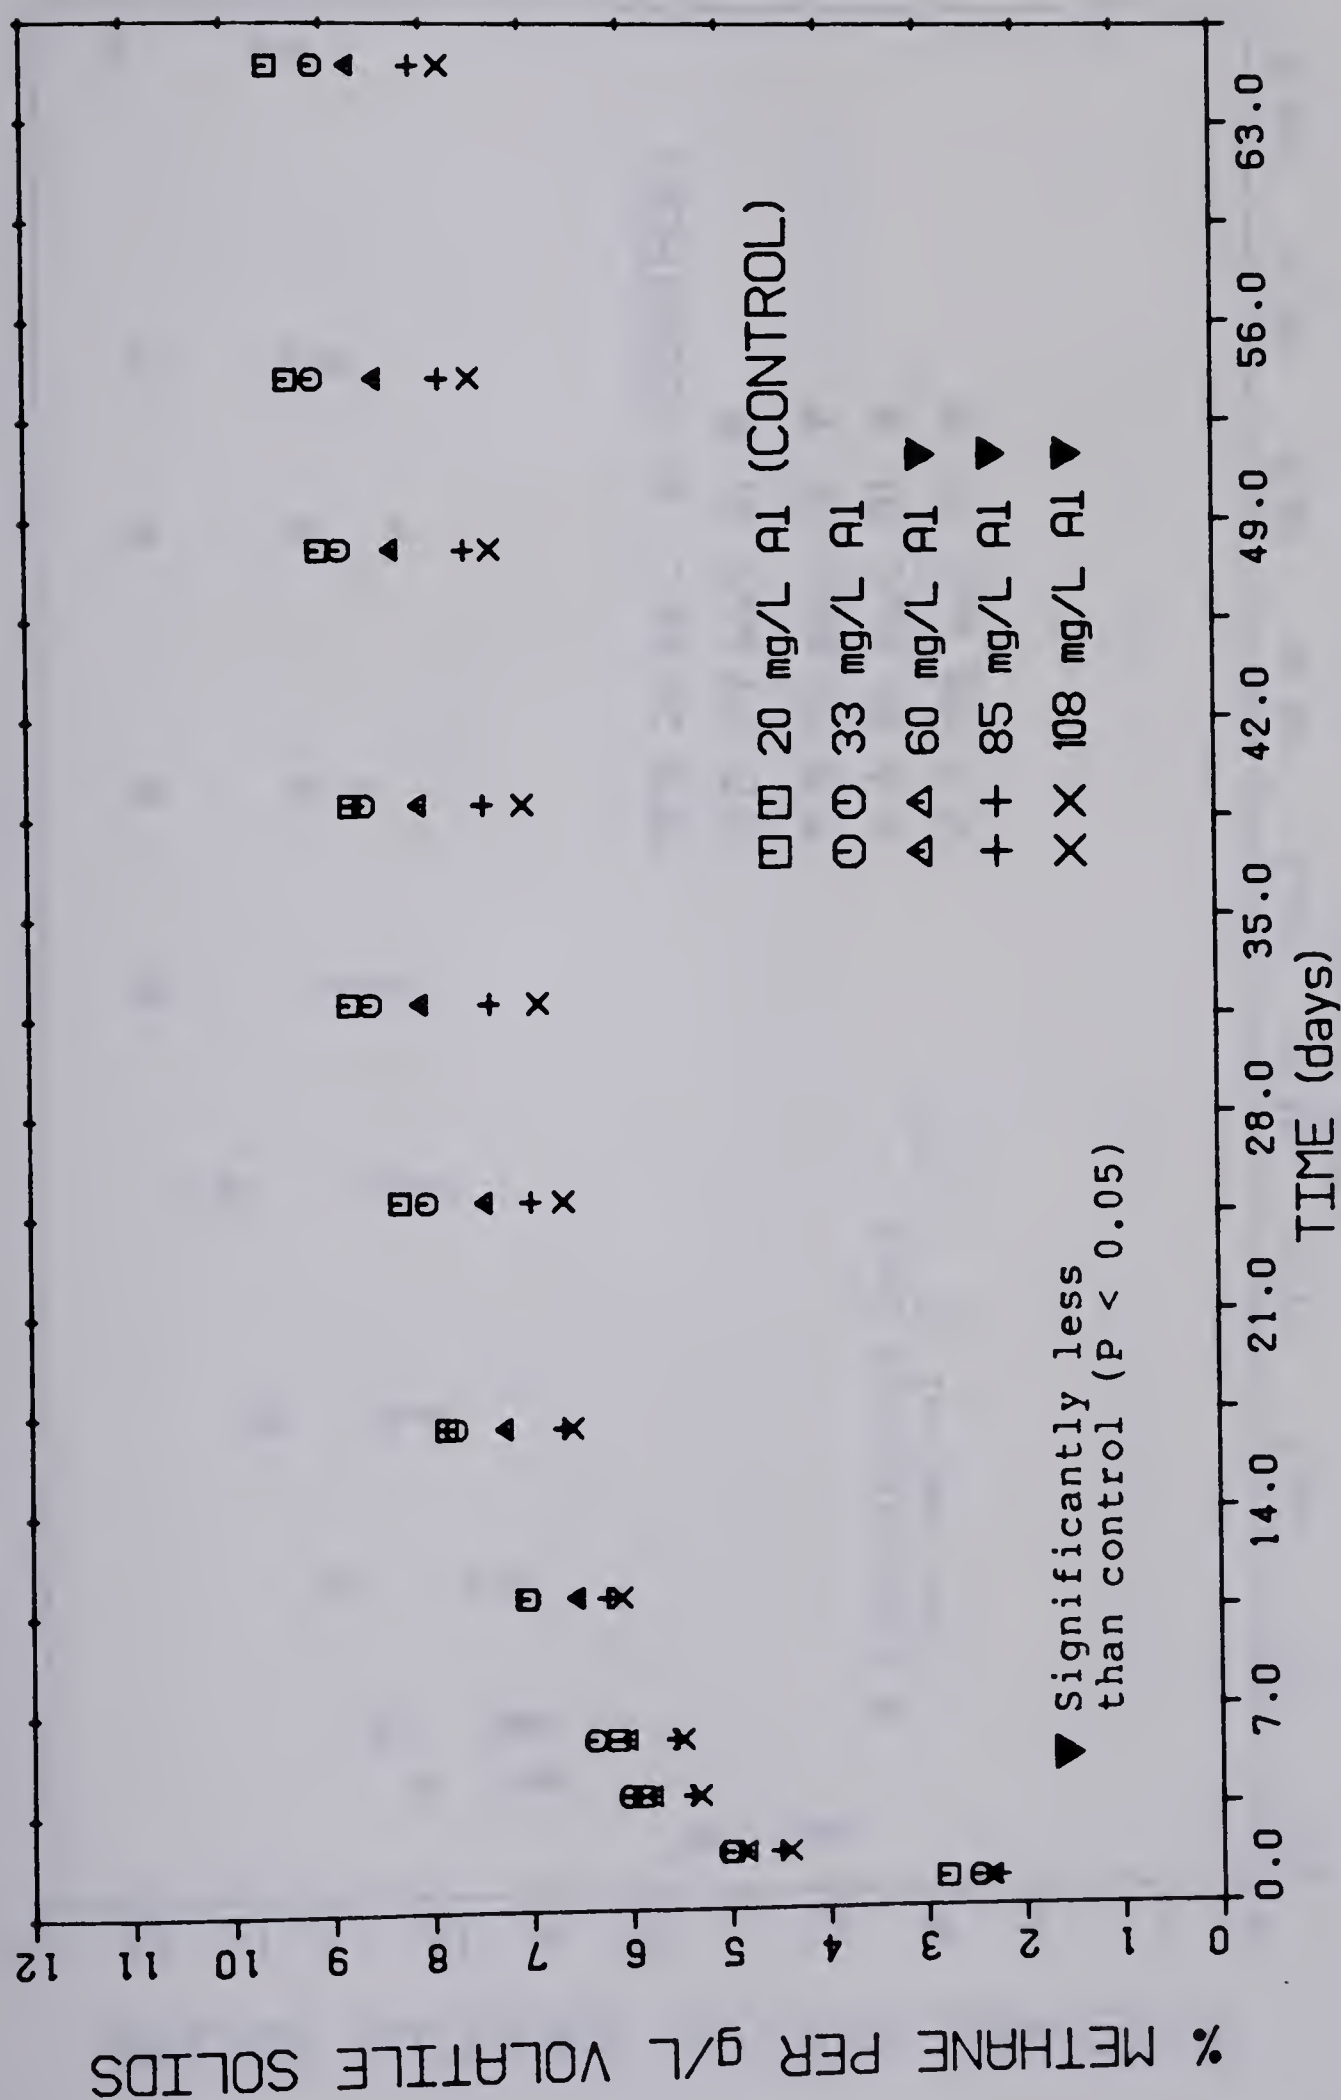 % METHANE PER g/L VOLATILE SOLIDS
12
11
10
9
8
7
6
5
4
3
2
1
0
20 mg/L Al (CONTROL)
33 mg/L Al
60 mg/L Al ▼
85 mg/L Al ▼
108 mg/L Al ▼
▼ Significantly less
than control (P < 0.05)
0.0 7.0 14.0 21.0 28.0 35.0 42.0 49.0 56.0 63.0
TIME (days)